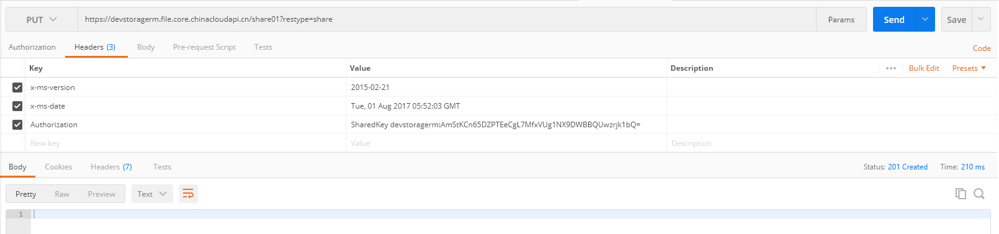 PUT https://devstoragerm.file.core.chinacloudapi.cn/share01?restype=share Params Send Save
Authorization Headers (3) Body Pre-request Script Tests Code
Key Value Description Bulk Edit Presets
x-ms-version 2015-02-21
x-ms-date Tue, 01 Aug 2017 05:52:03 GMT
Authorization SharedKey devstoragerm:AmStKCn65DZPTEeCgL7MfxVUg1NX9DWBBQUwzrjk1bQ=
New key Value Description
Body Cookies Headers (7) Tests Status: 201 Created Time: 210 ms
Pretty Raw Preview Text
1